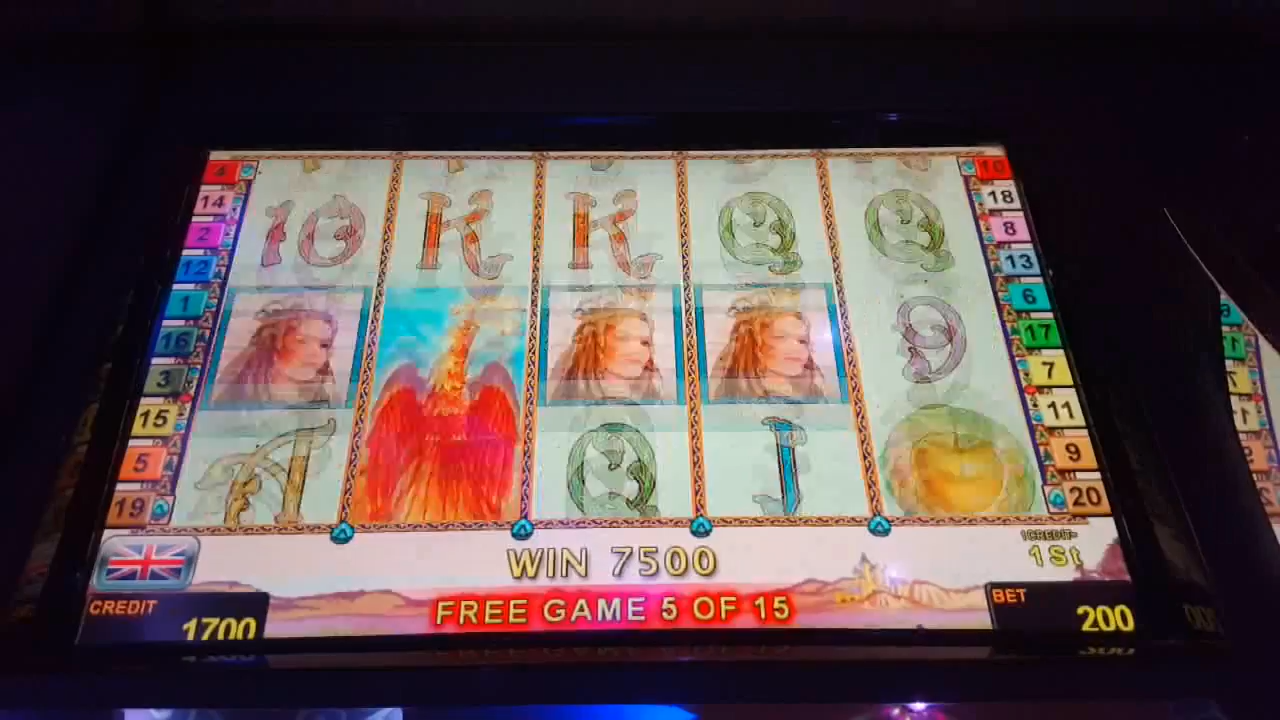 4
14
2
12
1
16
3
15
5
19
10 K K Q Q
9
A Q J
10
18
8
13
6
17
7
11
9
20
WIN 7500
1CREDIT=
1St
FREE GAME 5 OF 15
CREDIT
1700
BET
200